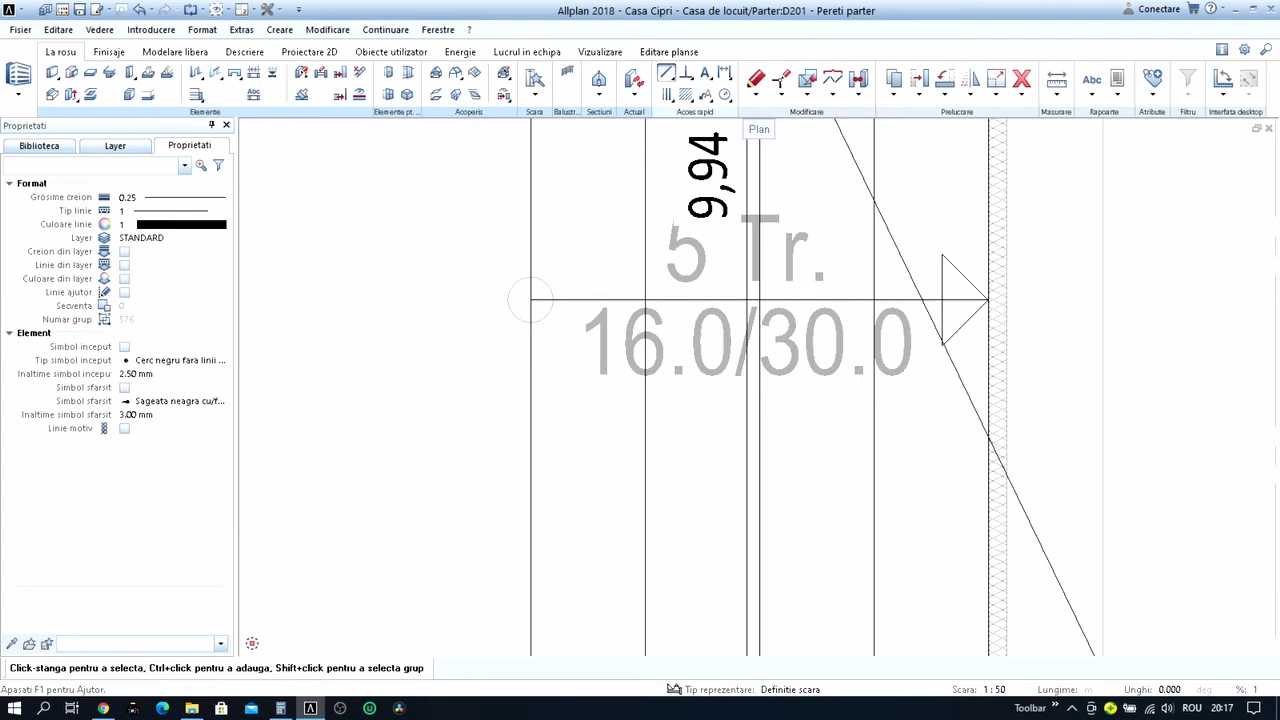 Allplan 2018 - Casa Cipri - Casa de locuit/Parter:D201 - Pereti parter
Conectare
Fisier Editare Vedere Introducere Format Extras Creare Modificare Continuare Ferestre ?
La rosu Finisaje Modelare libera Descriere Proiectare 2D Obiecte utilizator Energie Lucrul in echipa Vizualizare Editare planse
Elemente Elemente pt. ... Acoperis Scara Balustr... Sectiuni Actual Acces rapid Modificare Prelucare Masurare Rapoarte Atribute Filtru Interfata desktop
Abc
Proprietati
Biblioteca Layer Proprietati
Format
Grosime creion 0.25
Tip linie 1
Culoare linie 1
Layer STANDARD
Creion din layer
Linie din layer
Culoare din layer
Linie ajutor
Secventa 0
Numar grup 576
Element
Simbol inceput
Tip simbol inceput Cerc negru fara linii ...
Inaltime simbol incepu 2.50 mm
Simbol sfarsit
Simbol sfarsit Sageata neagra cu/f...
Inaltime simbol sfarsit 3.00 mm
Linie motiv
Plan
9,94
5 Tr.
16.0/30.0
Click-stanga pentru a selecta, Ctrl+click pentru a adauga, Shift+click pentru a selecta grup
Apasati F1 pentru Ajutor.
Tip reprezentare: Definitie scara Scara: 1 : 50 Lungime: m Unghi: 0.000 deg %: 1
Toolbar ROU 20:17